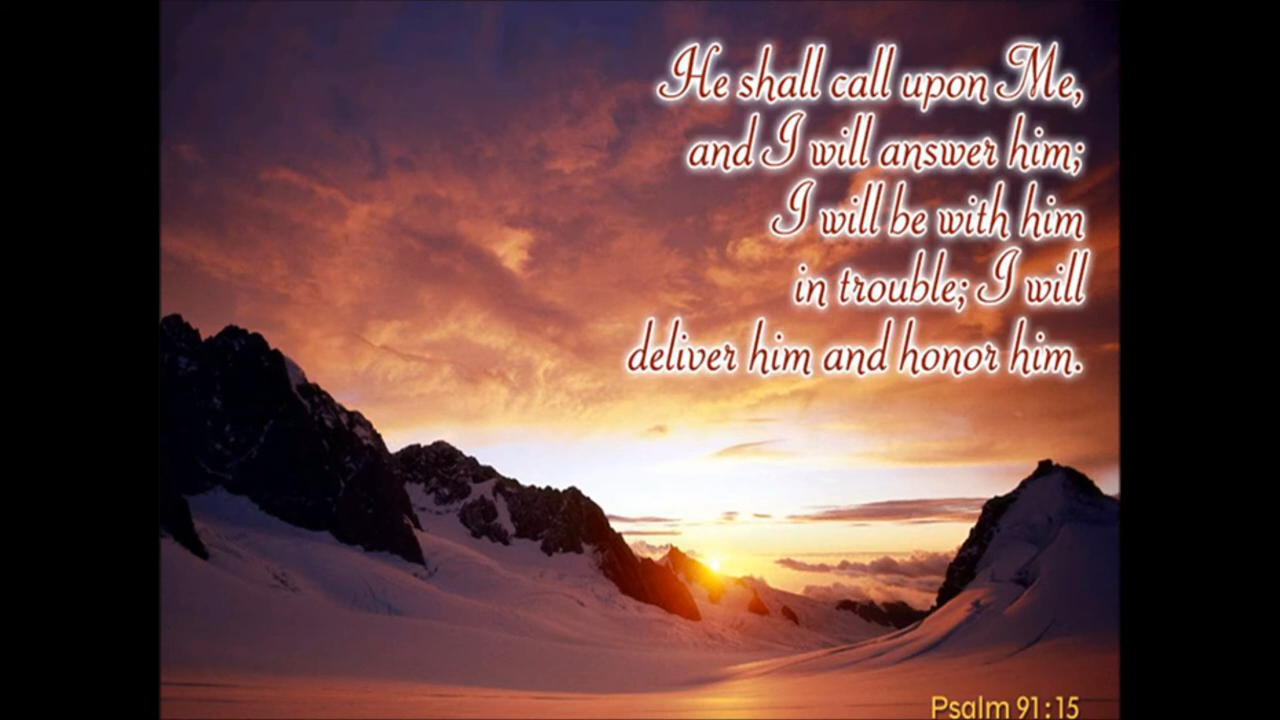 He shall call upon Me,
and I will answer him;
I will be with him
in trouble; I will
deliver him and honor him.
Psalm 91:15